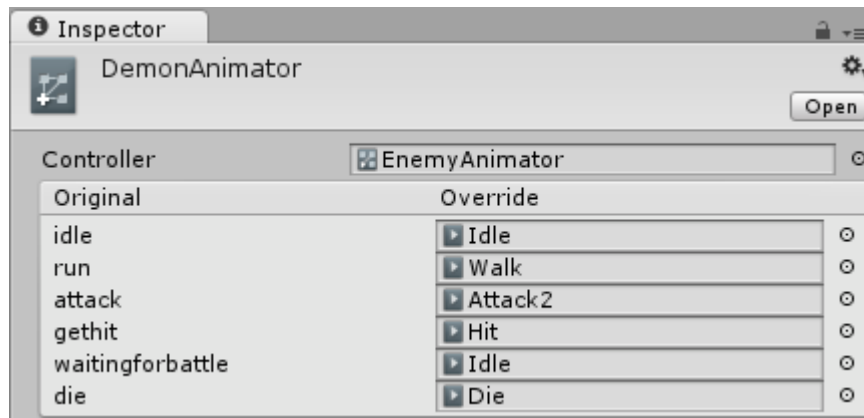 Inspector
DemonAnimator
Open
Controller EnemyAnimator
Original Override
idle Idle
run Walk
attack Attack2
gethit Hit
waitingforbattle Idle
die Die